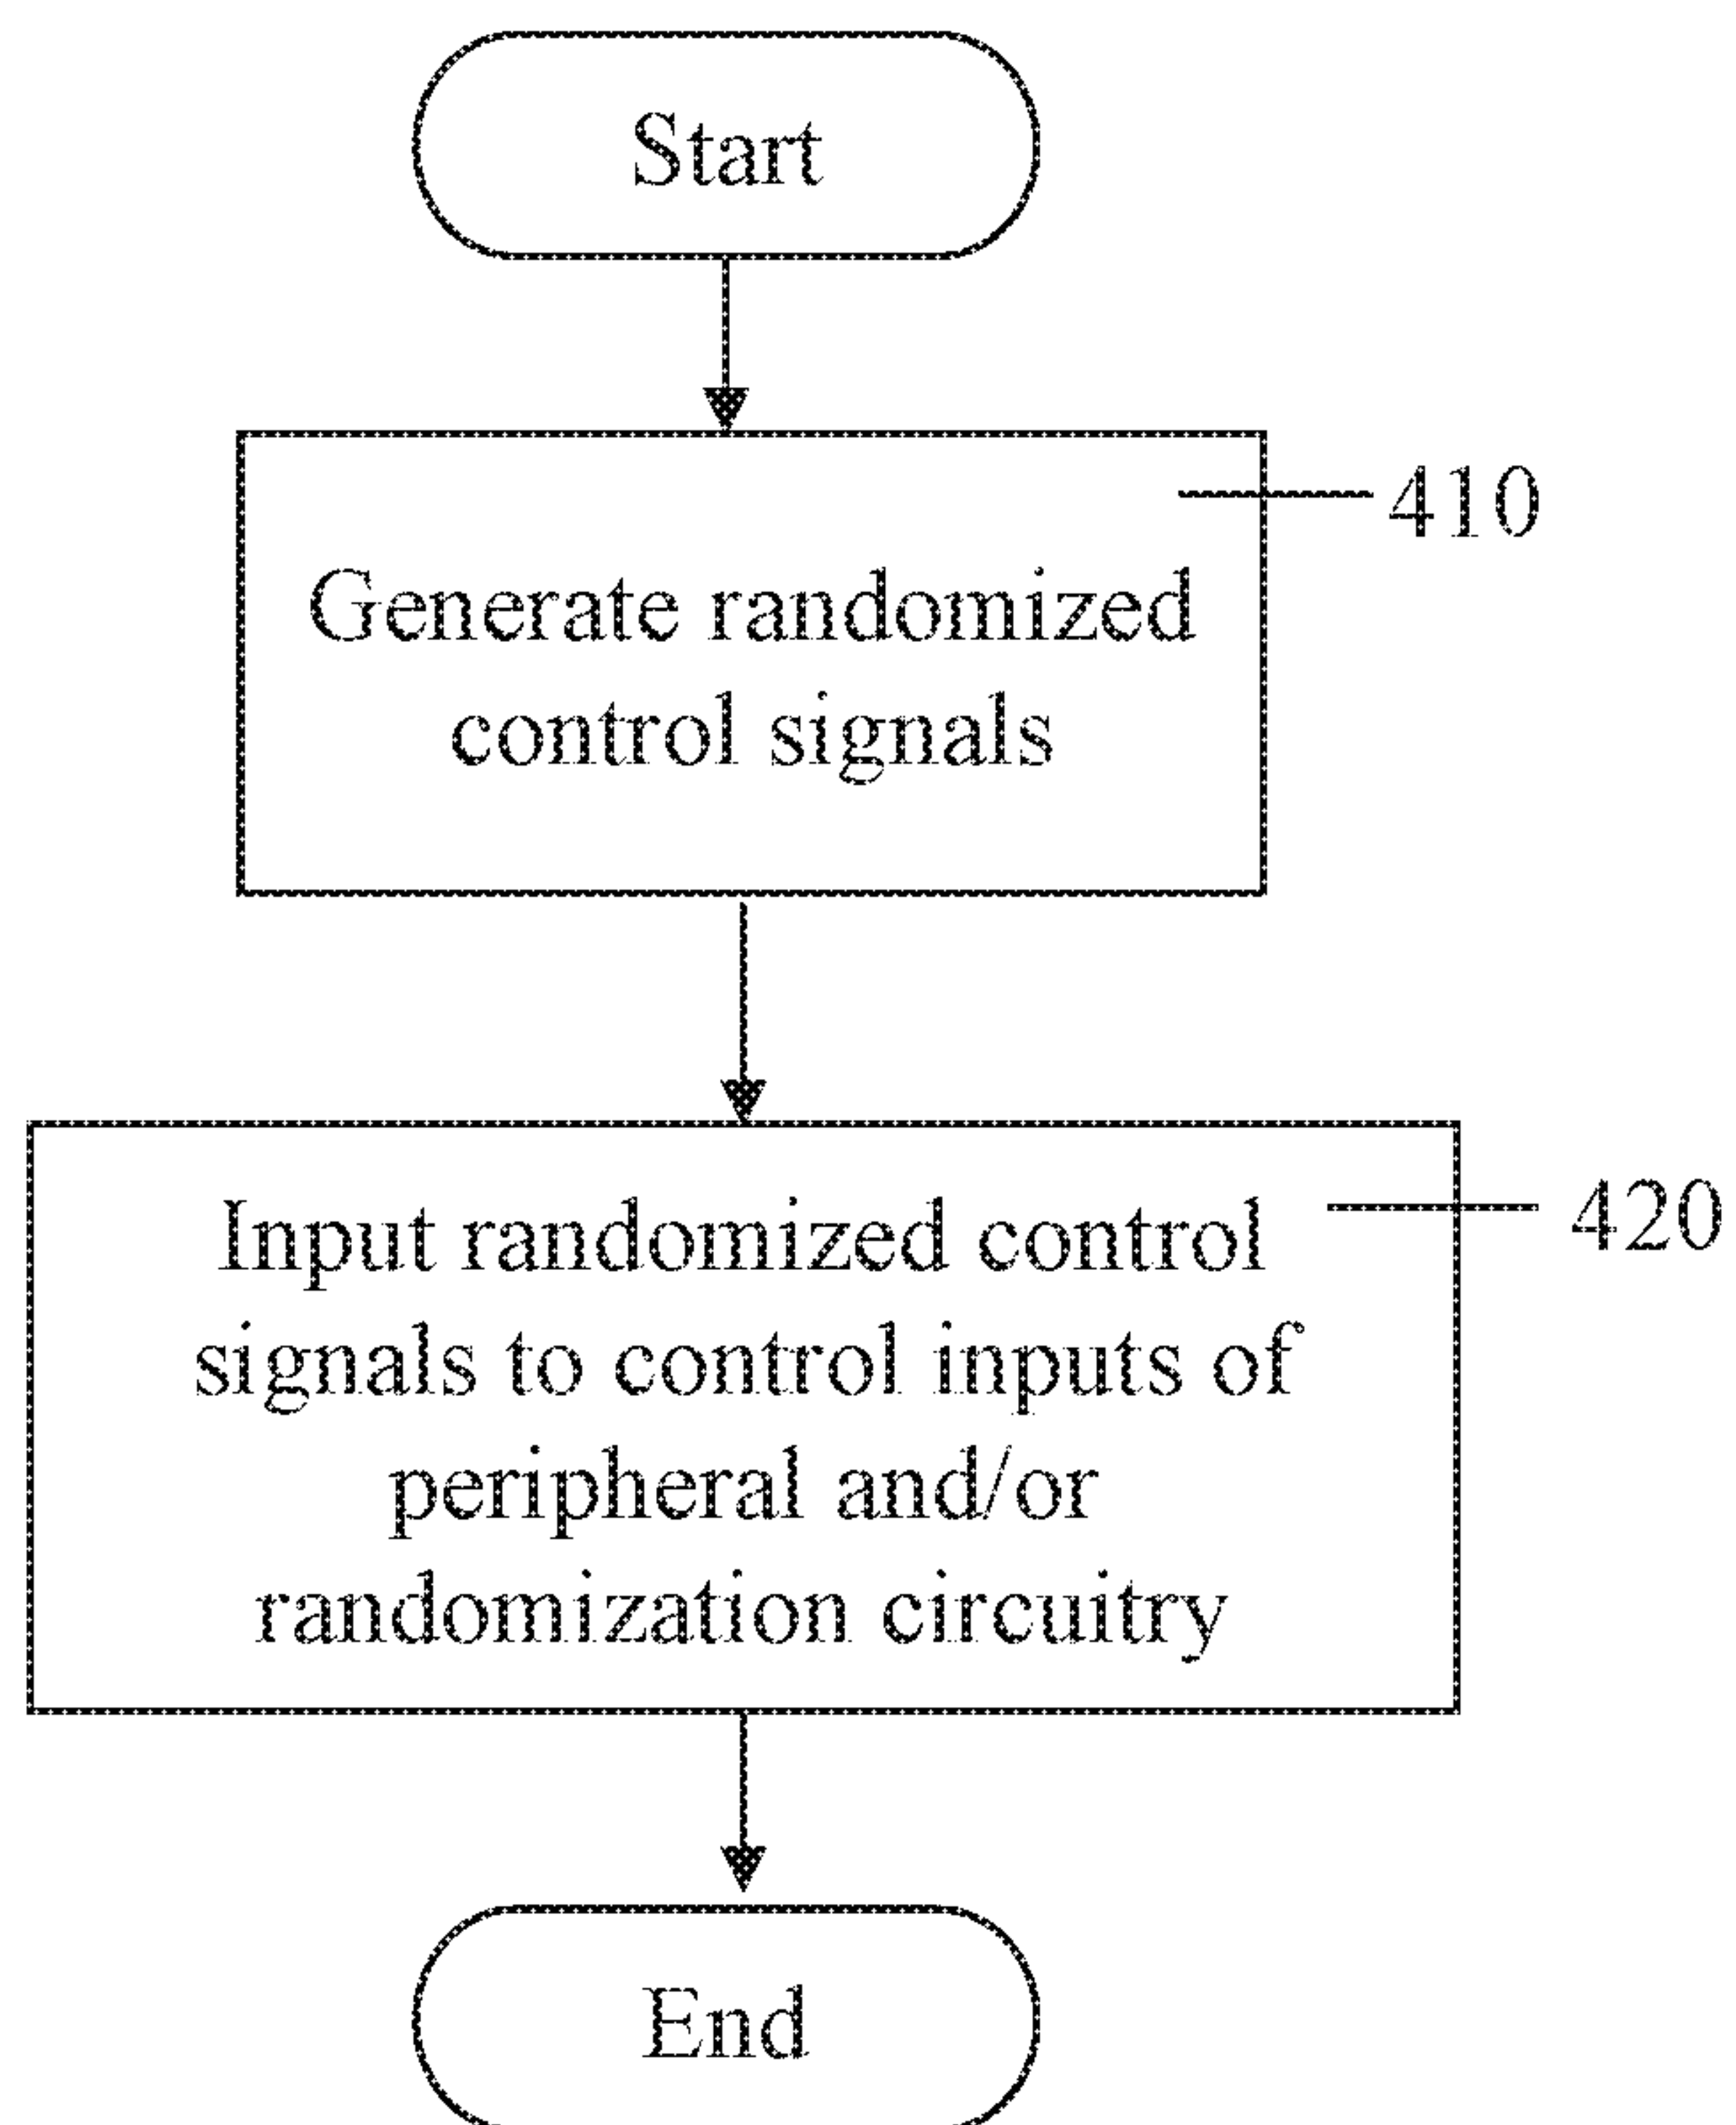 Start
410
Generate randomized
control signals
420
Input randomized control
signals to control inputs of
peripheral and/or
randomization circuitry
End